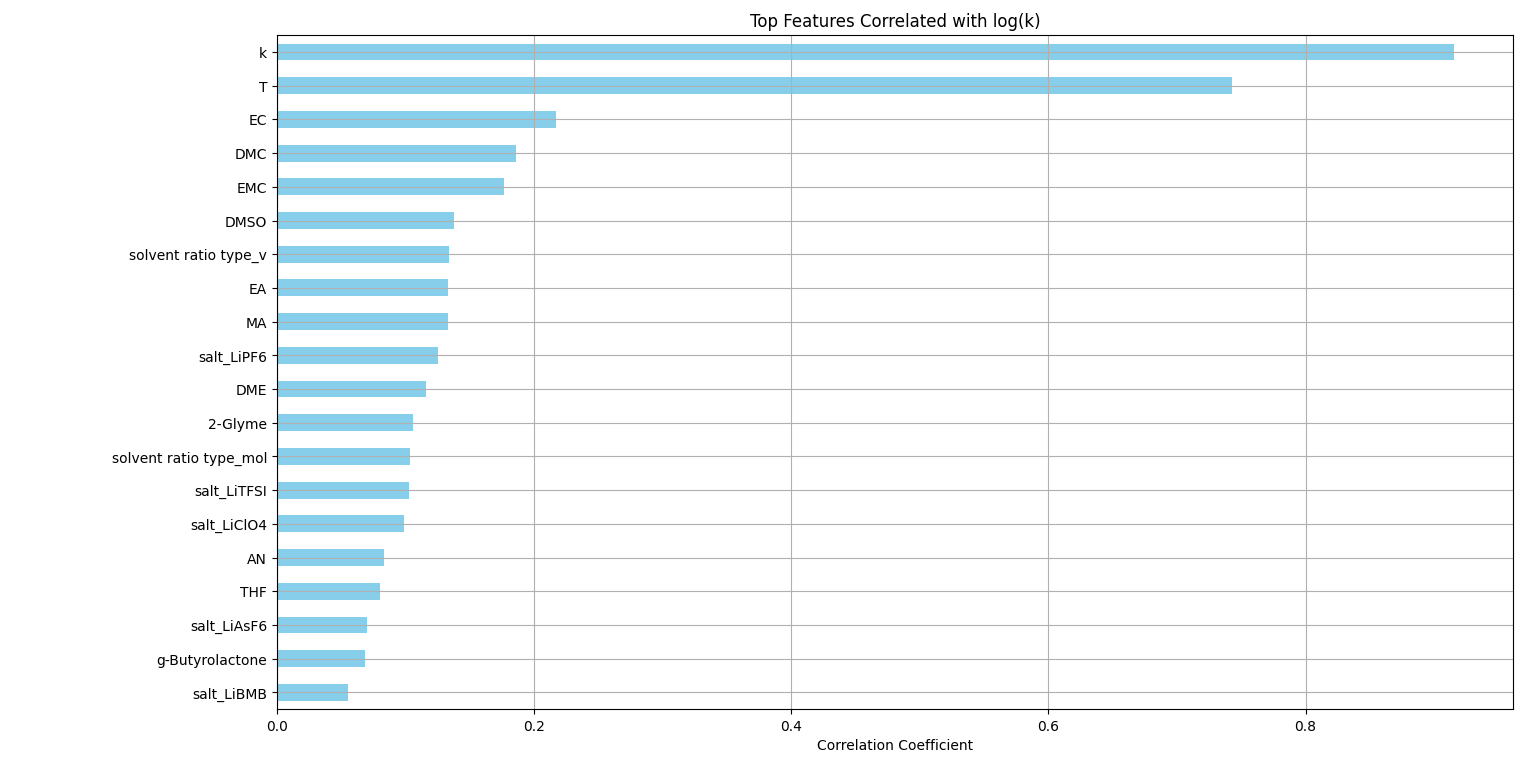 Top Features Correlated with log(k)
k
T
EC
DMC
EMC
DMSO
solvent ratio type_v
EA
MA
salt_LiPF6
DME
2-Glyme
solvent ratio type_mol
salt_LiTFSI
salt_LiClO4
AN
THF
salt_LiAsF6
g-Butyrolactone
salt_LiBMB
0.0 0.2 0.4 0.6 0.8
Correlation Coefficient